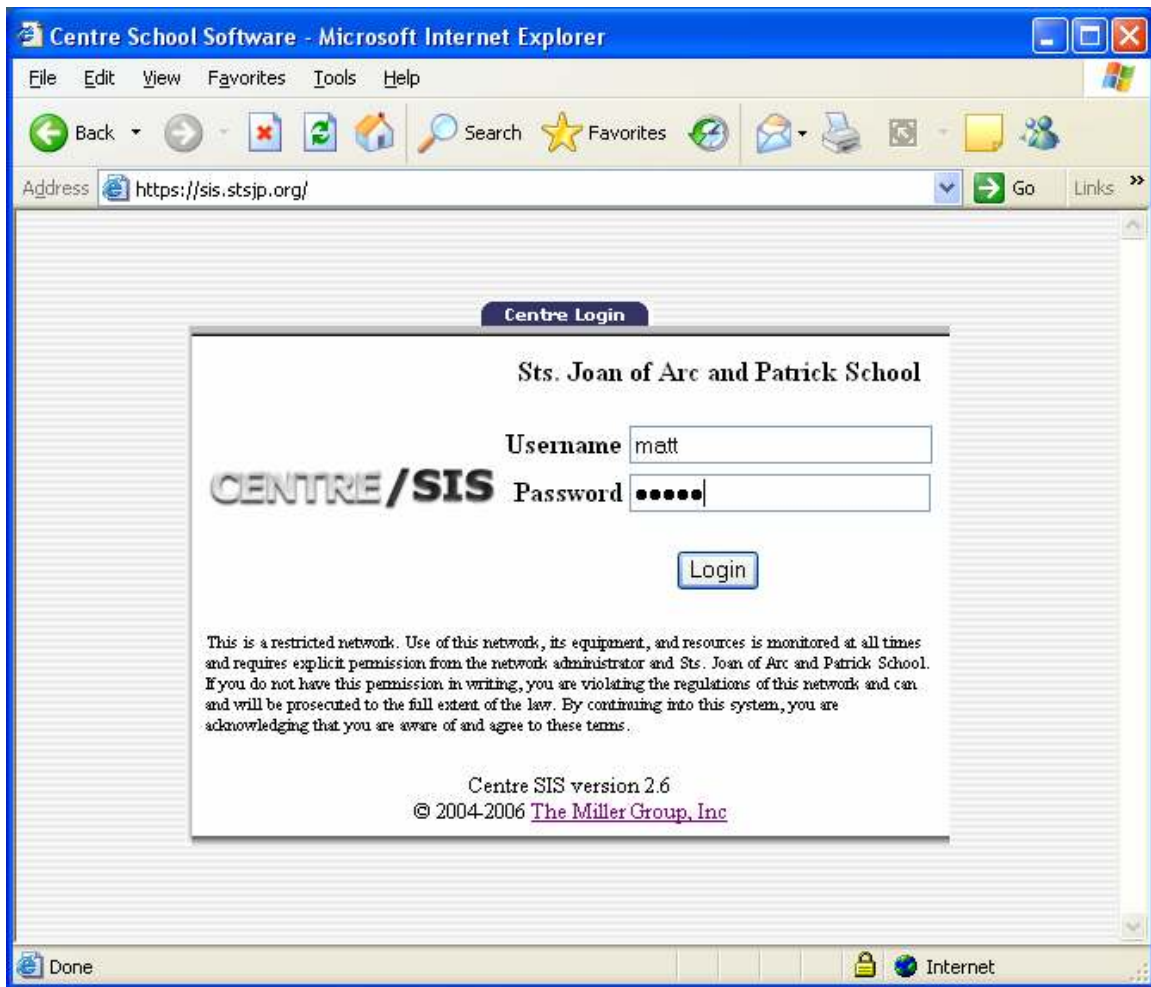 Centre School Software - Microsoft Internet Explorer
File Edit View Favorites Tools Help
Back Search Favorites
Address https://sis.stsjp.org/ Go Links »
Centre Login
Sts. Joan of Arc and Patrick School
Username matt
CENTRE/SIS Password •••••
Login
This is a restricted network. Use of this network, its equipment, and resources is monitored at all times
and requires explicit permission from the network administrator and Sts. Joan of Arc and Patrick School.
If you do not have this permission in writing, you are violating the regulations of this network and can
and will be prosecuted to the full extent of the law. By continuing into this system, you are
acknowledging that you are aware of and agree to these terms.
Centre SIS version 2.6
© 2004-2006 The Miller Group, Inc
Done Internet